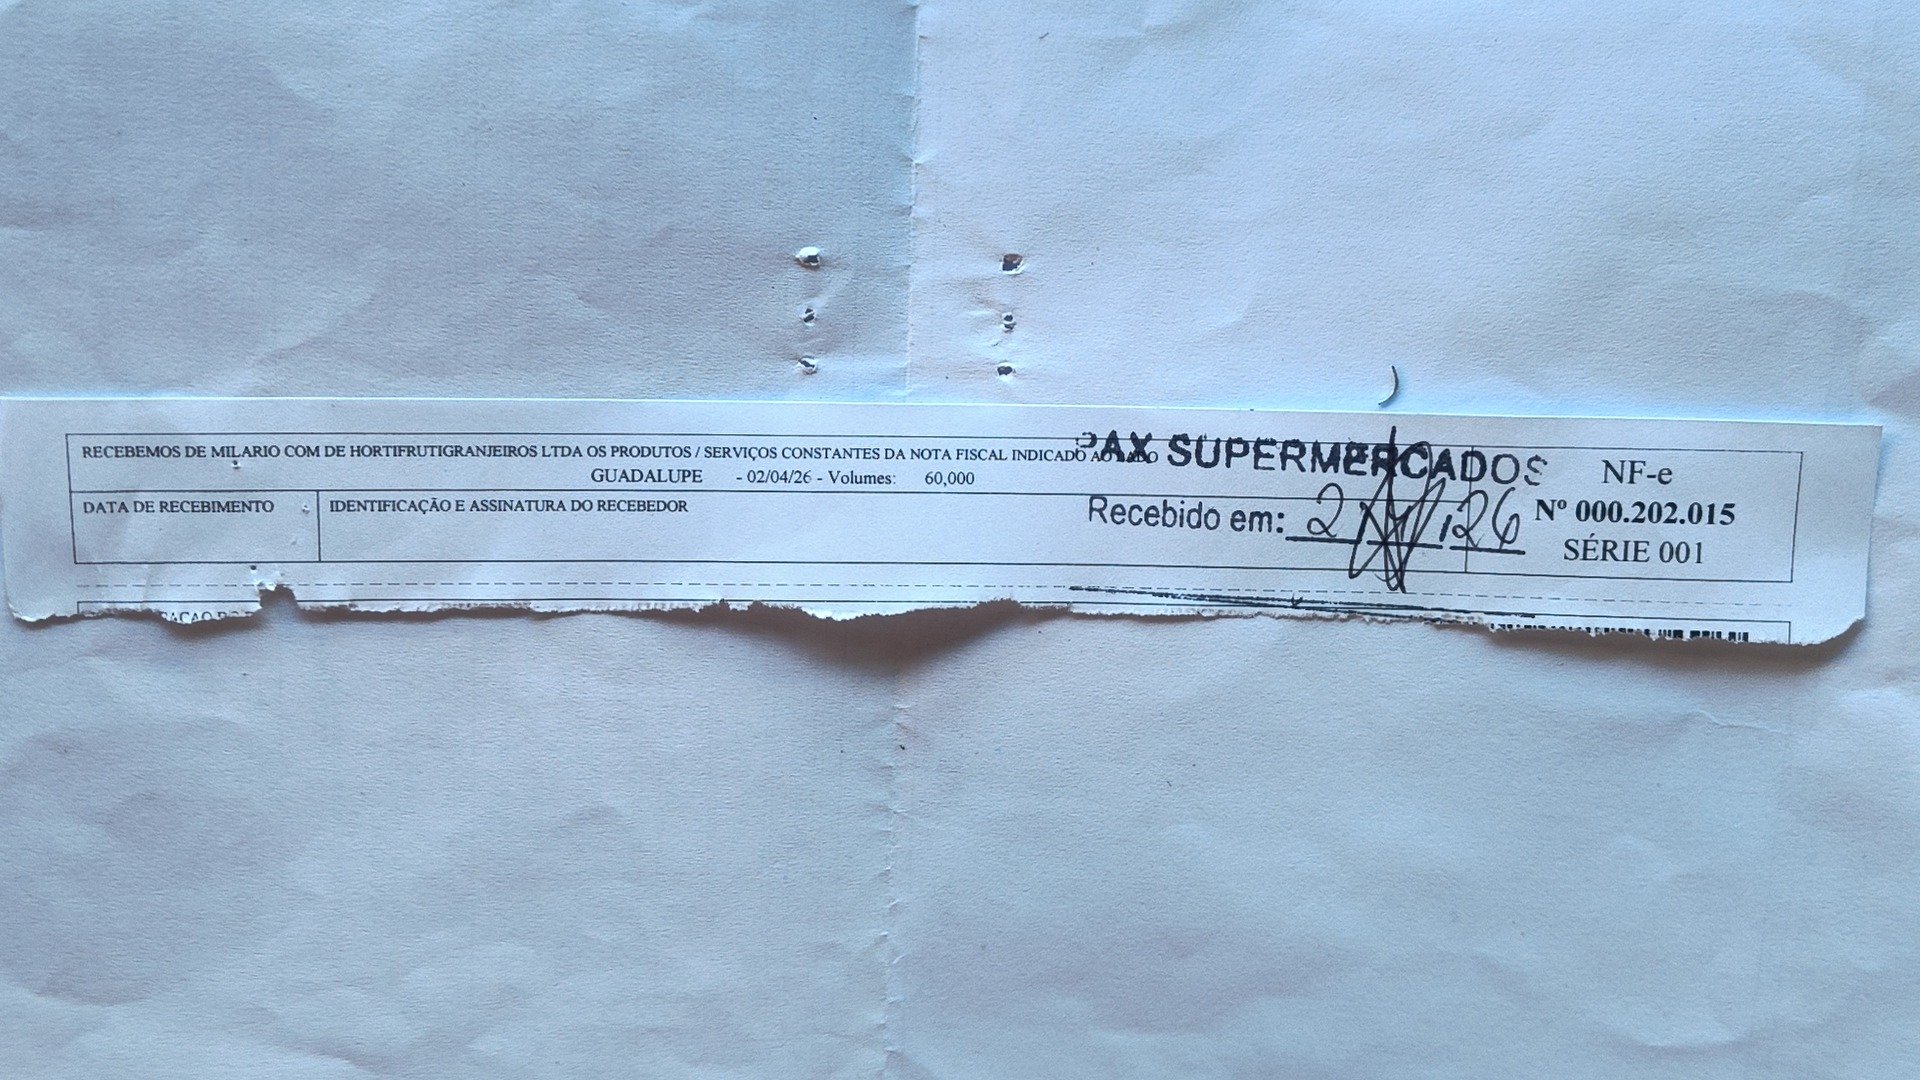 RECEBEMOS DE MILARIO COM DE HORTIFRUTIGRANJEIROS LTDA OS PRODUTOS / SERVIÇOS CONSTANTES DA NOTA FISCAL INDICADO AO LADO
GUADALUPE - 02/04/26 - Volumes: 60,000
DATA DE RECEBIMENTO
IDENTIFICAÇÃO E ASSINATURA DO RECEBEDOR
PAX SUPERMERCADOS
Recebido em: 2 26
NF-e
Nº 000.202.015
SÉRIE 001